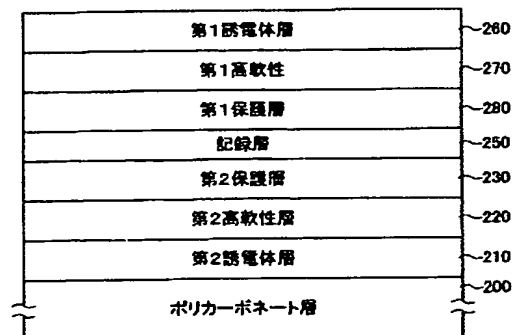 第1誘電体層 260
第1高軟性 270
第1保護層 280
記録層 250
第2保護層 230
第2高軟性層 220
第2誘電体層 210
200
ポリカーボネート層